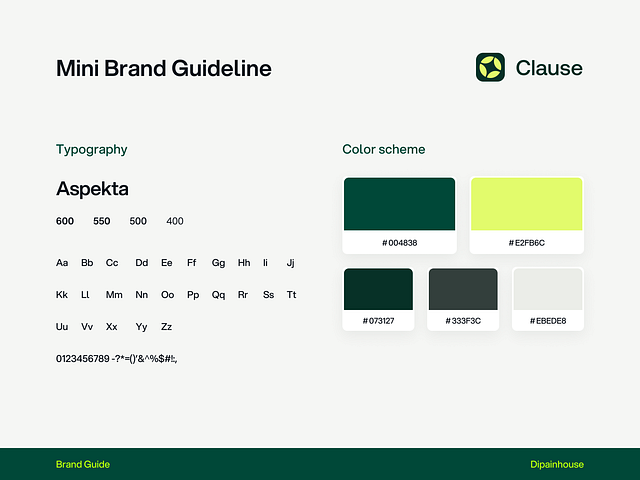 Mini Brand Guideline
Clause
Typography
Aspekta
600 550 500 400
Aa Bb Cc Dd Ee Ff Gg Hh Ii Jj
Kk Ll Mm Nn Oo Pp Qq Rr Ss Tt
Uu Vv Xx Yy Zz
0123456789 -?*=()'&^%$#!:,
Color scheme
#004838
#E2FB6C
#073127
#333F3C
#EBEDE8
Brand Guide
Dipainhouse